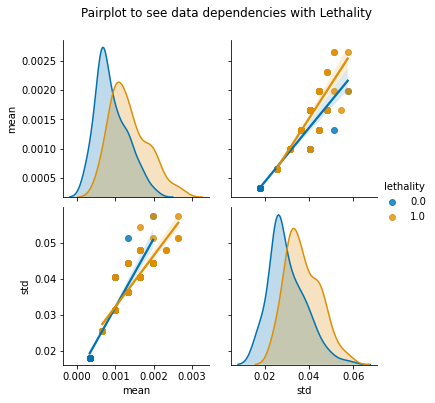 Pairplot to see data dependencies with Lethality
0.0025
0.0020
0.0015
0.0010
0.0005
mean
lethality
0.0
1.0
0.05
0.04
0.03
0.02
std
0.000 0.001 0.002 0.003
mean
0.02 0.04 0.06
std